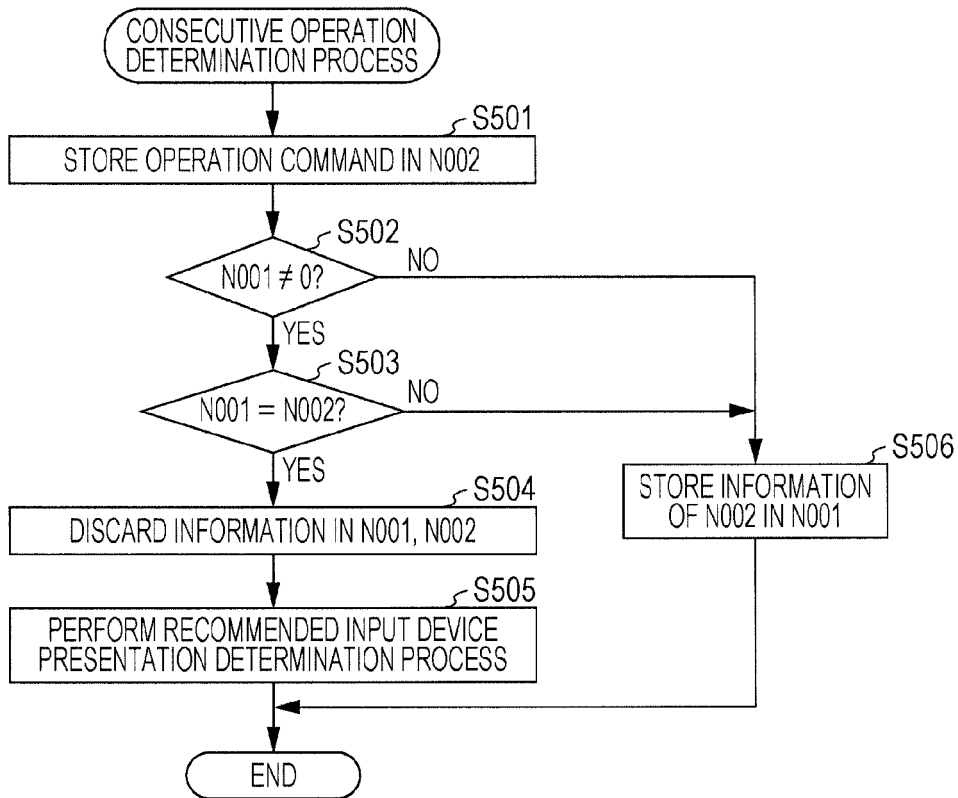 CONSECUTIVE OPERATION
DETERMINATION PROCESS
S501
STORE OPERATION COMMAND IN N002
S502
N001 ≠ 0?
NO
YES
S503
N001 = N002?
NO
YES
S506
STORE INFORMATION
OF N002 IN N001
S504
DISCARD INFORMATION IN N001, N002
S505
PERFORM RECOMMENDED INPUT DEVICE
PRESENTATION DETERMINATION PROCESS
END